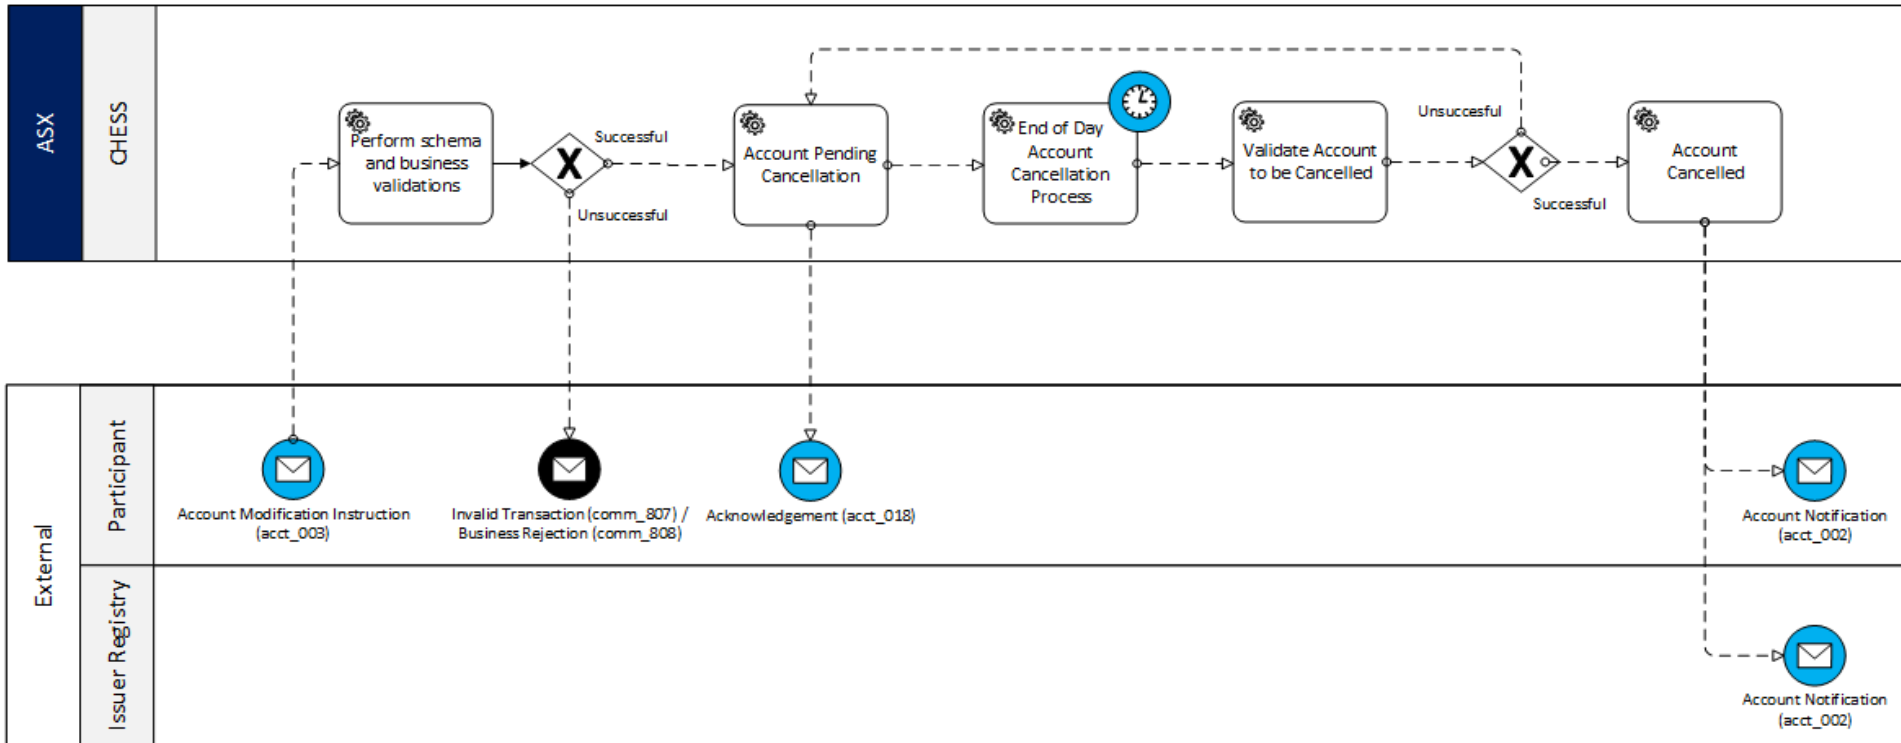 ASX
CHESS
Perform schema
and business
validations
X
Successful
Unsuccessful
Account Pending
Cancellation
End of Day
Account
Cancellation
Process
Validate Account
to be Cancelled
Unsuccesful
X
Successful
Account
Cancelled
External
Participant
Account Modification Instruction
(acct_003)
Invalid Transaction (comm_807) /
Business Rejection (comm_808)
Acknowledgement (acct_018)
Account Notification
(acct_002)
Issuer Registry
Account Notification
(acct_002)